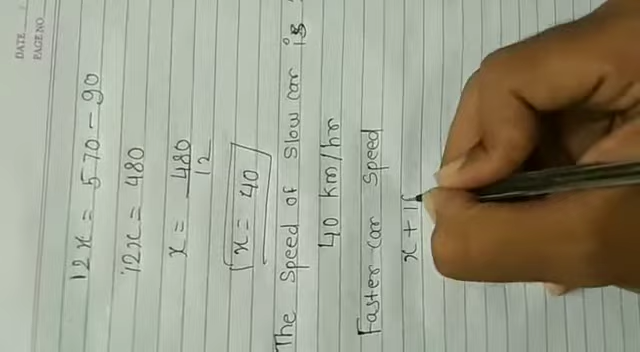 DATE
PAGE NO
12x = 570 - 90
12x = 480
x = 480
12
x = 40
The speed of slow car is
40 km/hr
Faster car speed
x + 1